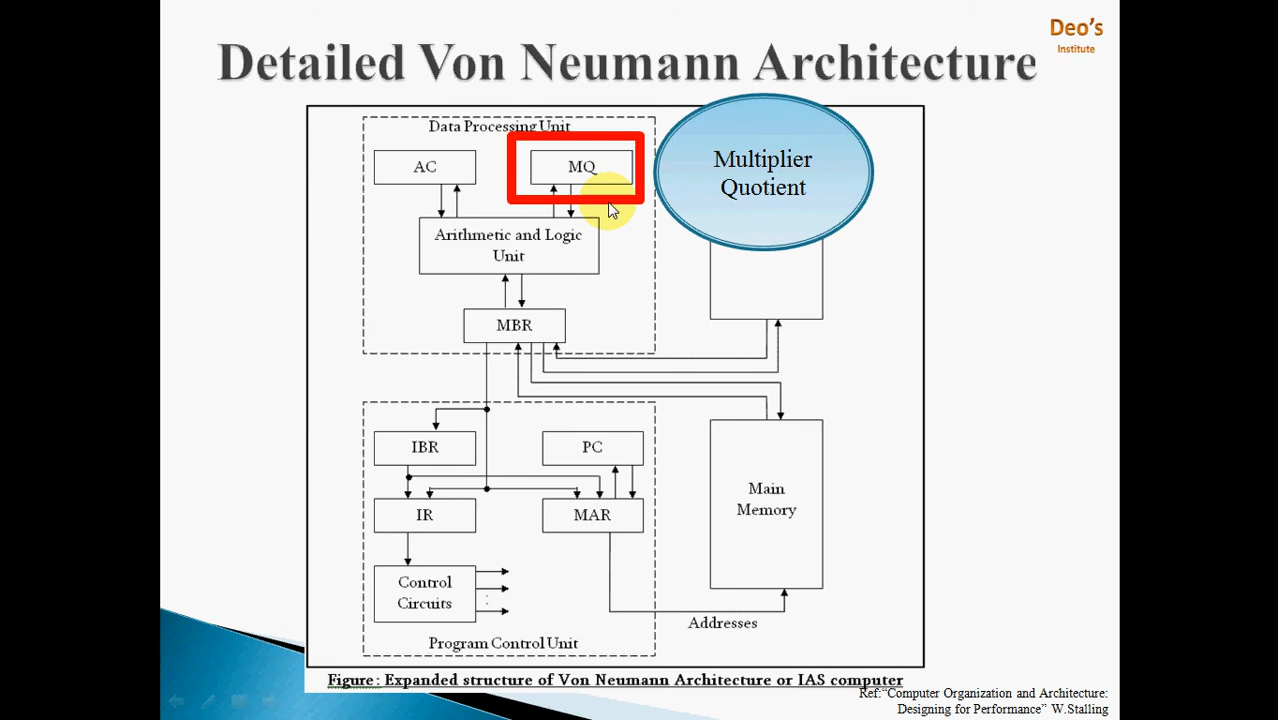 Deo's
Institute
Detailed Von Neumann Architecture
Data Processing Unit
AC
MQ
Multiplier
Quotient
Arithmetic and Logic
Unit
MBR
IBR
PC
IR
MAR
Main
Memory
Control
Circuits
Addresses
Program Control Unit
Figure: Expanded structure of Von Neumann Architecture or IAS computer
Ref:“Computer Organization and Architecture:
Designing for Performance” W.Stalling